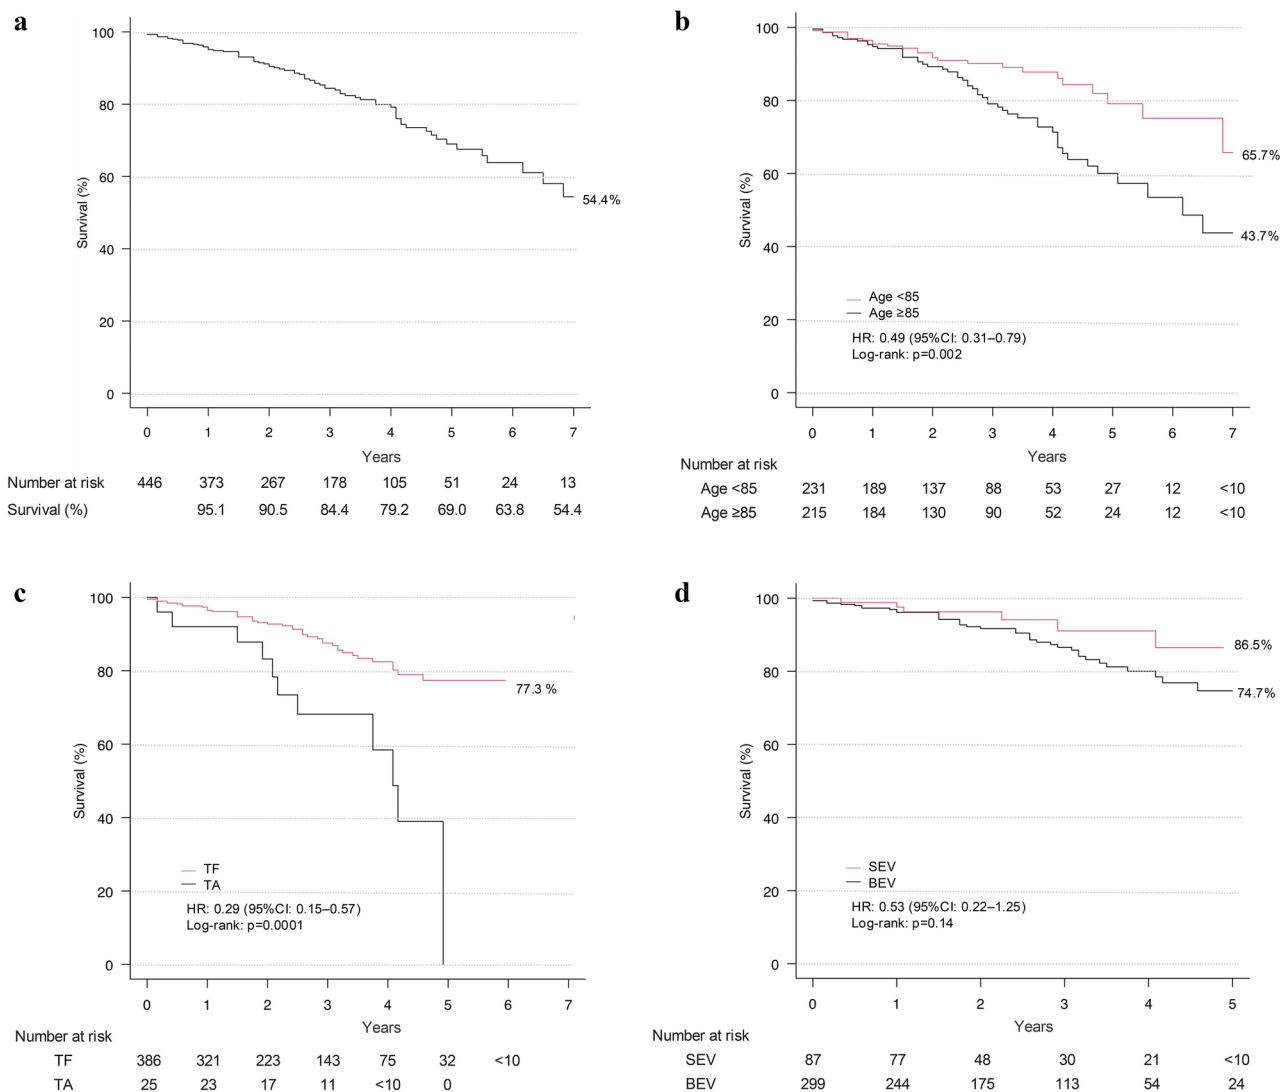 a
100
80
60
40
20
0
Survival (%)
54.4%
0 1 2 3 4 5 6 7
Years
Number at risk 446 373 267 178 105 51 24 13
Survival (%) 95.1 90.5 84.4 79.2 69.0 63.8 54.4
b
100
80
60
40
20
0
Survival (%)
65.7%
43.7%
Age <85
Age ≥85
HR: 0.49 (95%CI: 0.31–0.79)
Log-rank: p=0.002
0 1 2 3 4 5 6 7
Years
Number at risk
Age <85 231 189 137 88 53 27 12 <10
Age ≥85 215 184 130 90 52 24 12 <10
c
100
80
60
40
20
0
Survival (%)
77.3 %
TF
TA
HR: 0.29 (95%CI: 0.15–0.57)
Log-rank: p=0.0001
0 1 2 3 4 5 6 7
Years
Number at risk
TF 386 321 223 143 75 32 <10
TA 25 23 17 11 <10 0
d
100
80
60
40
20
0
Survival (%)
86.5%
74.7%
SEV
BEV
HR: 0.53 (95%CI: 0.22–1.25)
Log-rank: p=0.14
0 1 2 3 4 5
Years
Number at risk
SEV 87 77 48 30 21 <10
BEV 299 244 175 113 54 24